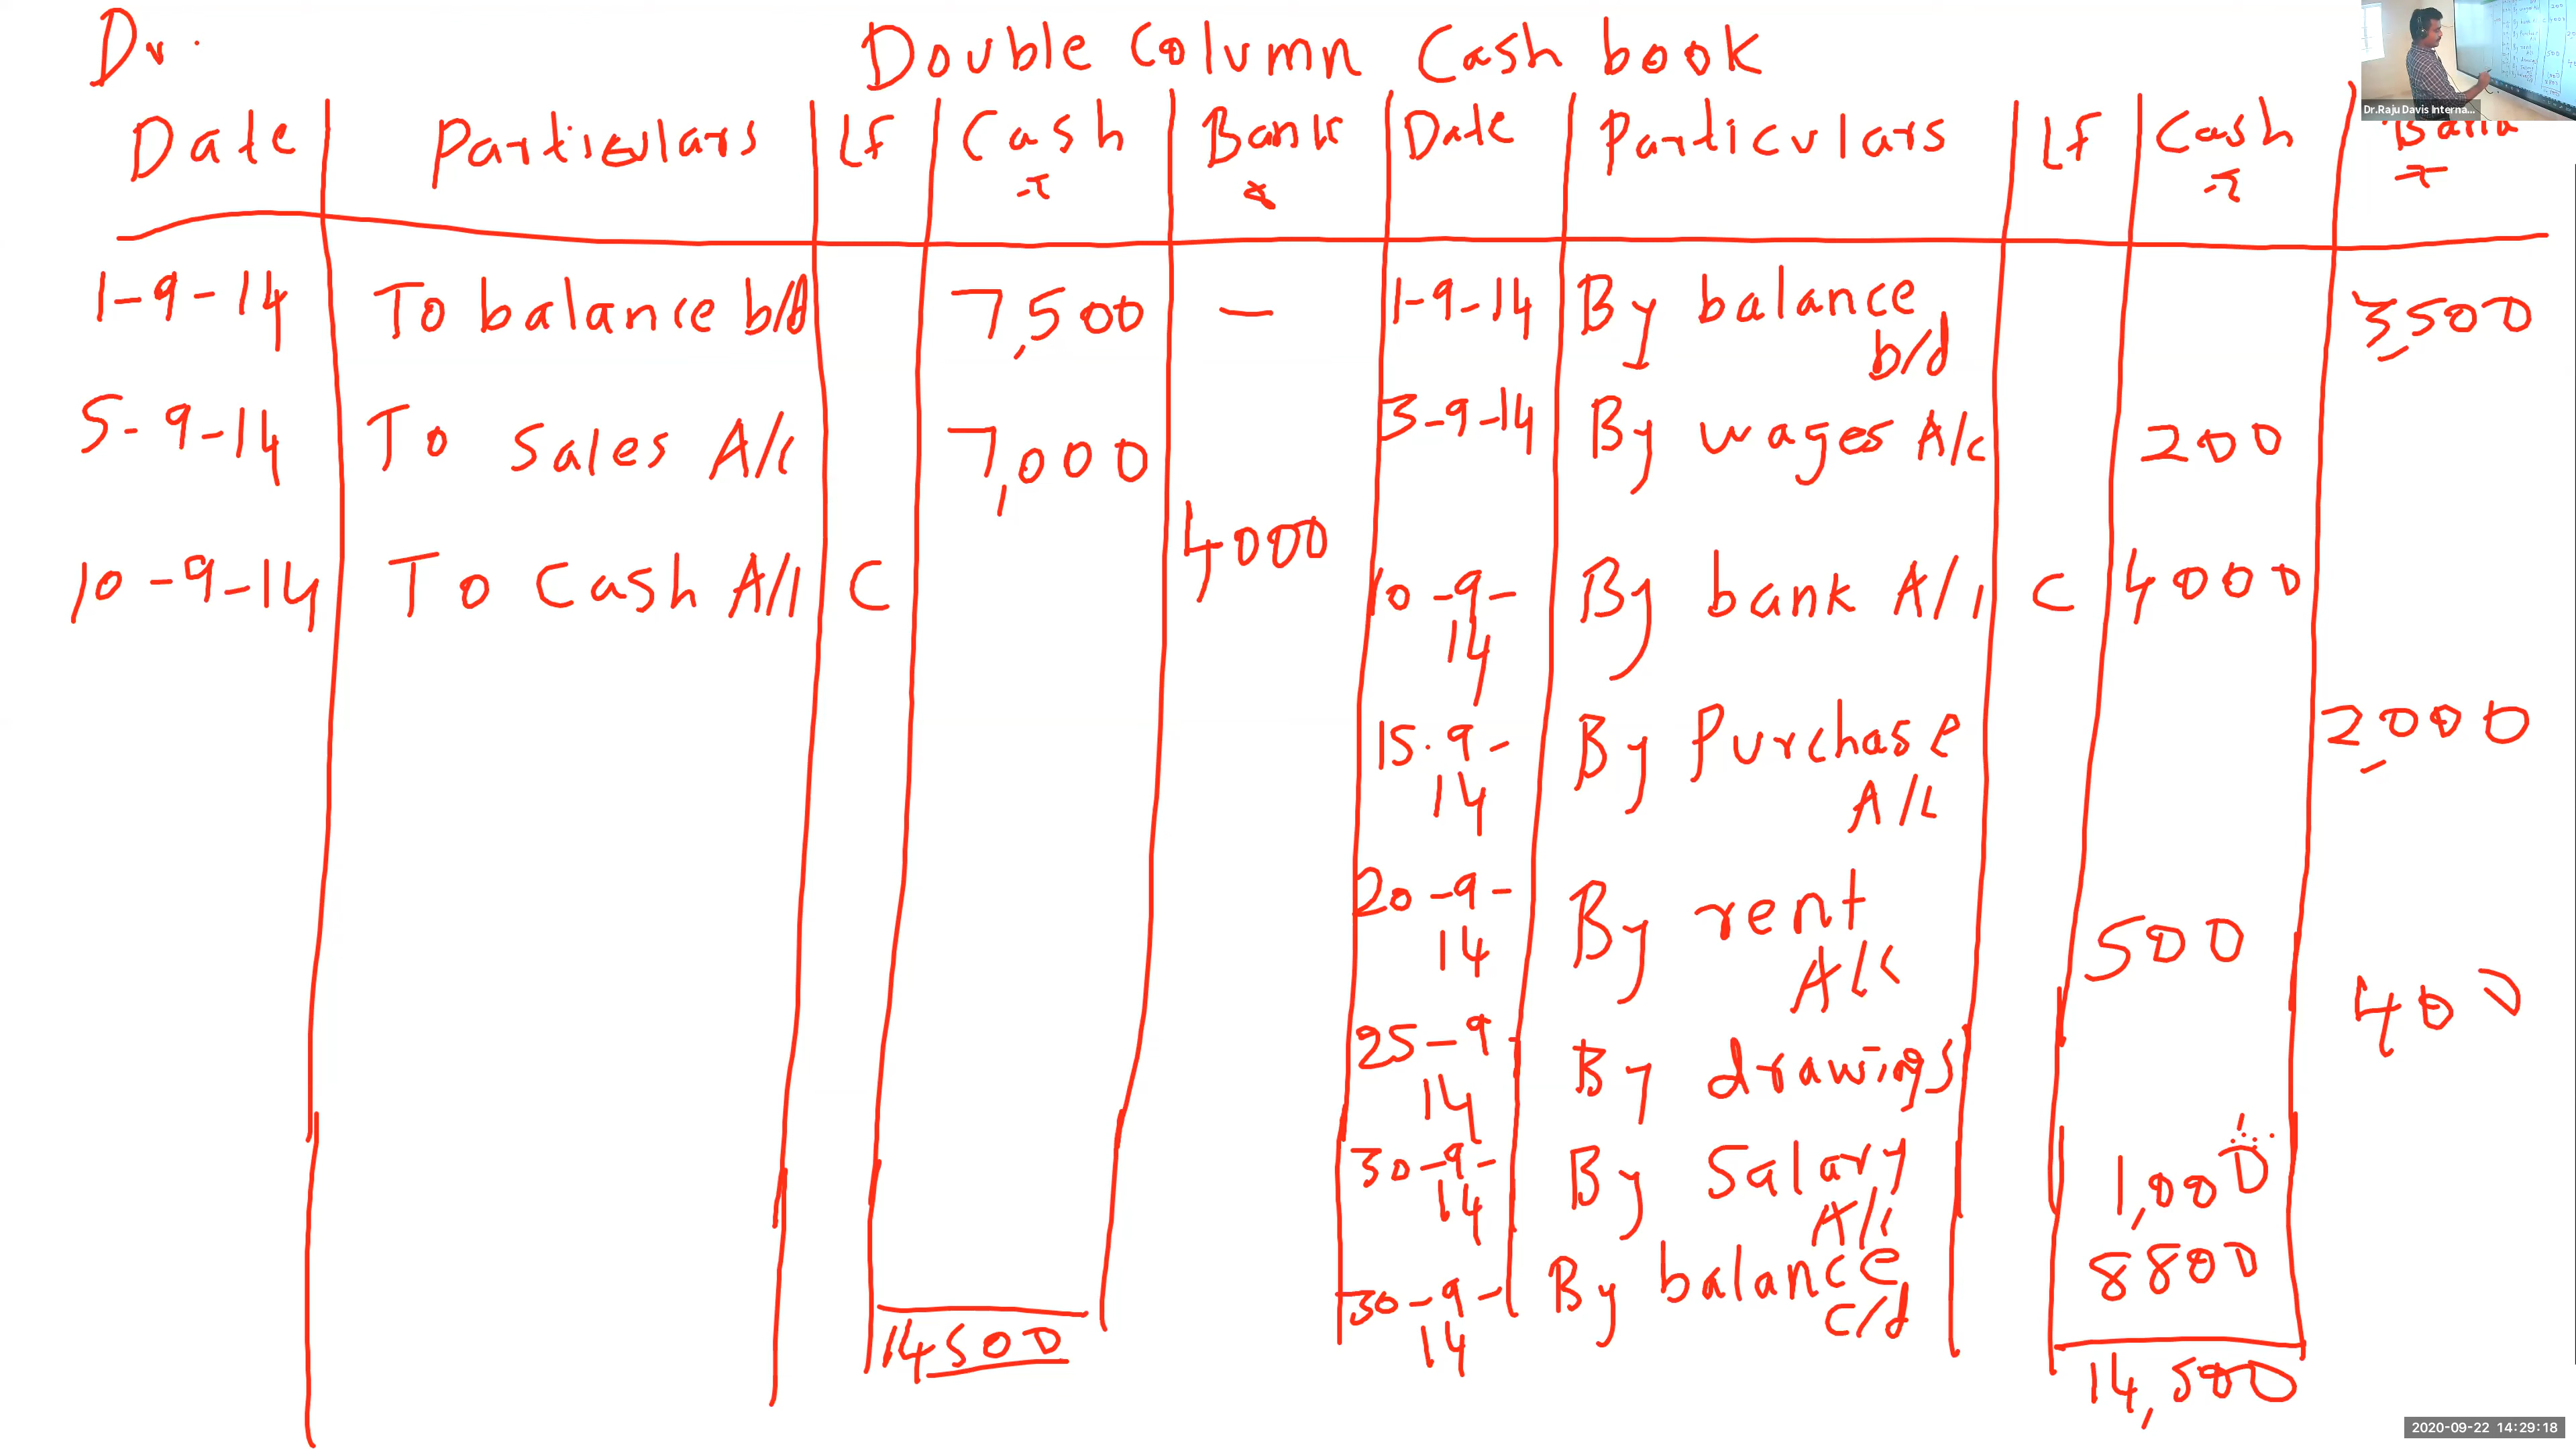 Dr.
Double Column Cash book
Date Particulars LF Cash ₹ Bank ₹ Date Particulars LF Cash ₹ Bank ₹
1-9-14 To balance b/d 7,500 — 1-9-14 By balance b/d 3,500
5-9-14 To Sales A/c 7,000 3-9-14 By wages A/c 200
10-9-14 To Cash A/c C 4000 10-9-14 By bank A/c C 4000
15-9-14 By Purchase A/c 2,000
20-9-14 By rent A/c 500
25-9-14 By drawings 400
30-9-14 By Salary A/c 1,000
30-9-14 By balance c/d 8800
14500 14,500
Dr.Raju Davis Interna...
2020-09-22 14:29:18